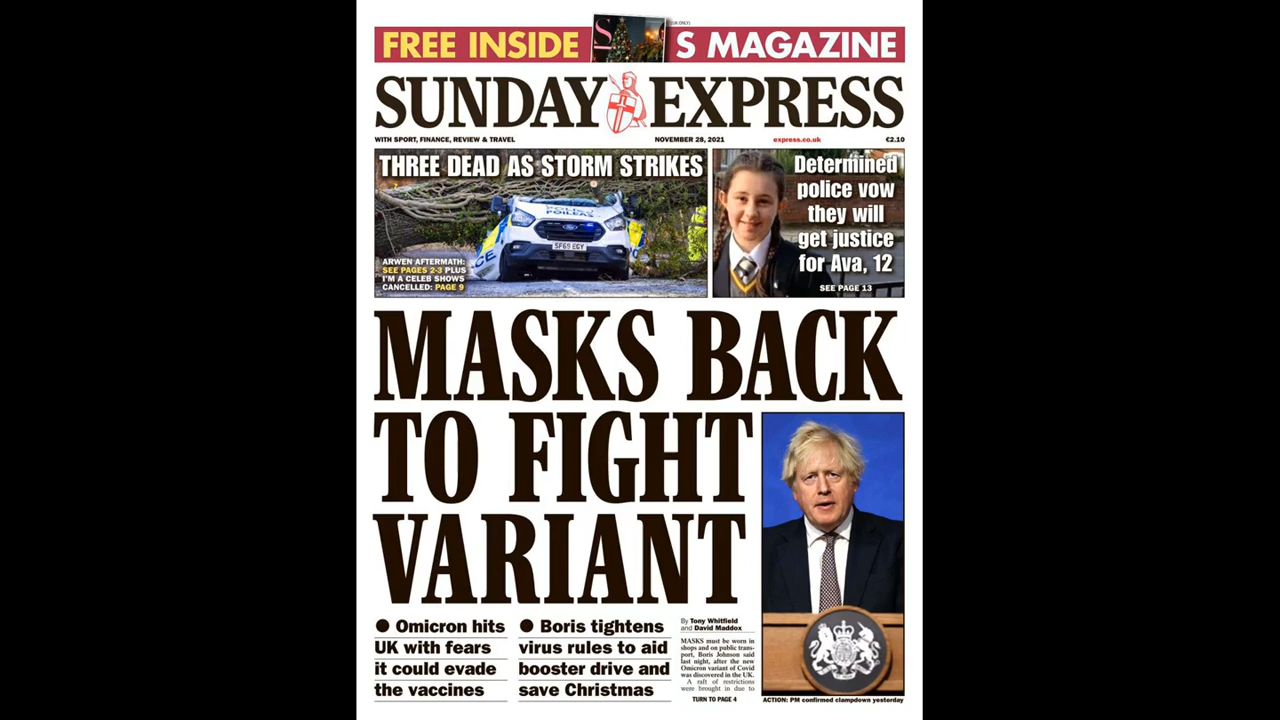 (UK ONLY)
FREE INSIDE S S MAGAZINE
SUNDAY EXPRESS
WITH SPORT, FINANCE, REVIEW & TRAVEL NOVEMBER 28, 2021 express.co.uk €2.10
THREE DEAD AS STORM STRIKES
POILEAS
SF69 EGY
ARWEN AFTERMATH:
SEE PAGES 2-3 PLUS
I'M A CELEB SHOWS
CANCELLED: PAGE 9
Determined
police vow
they will
get justice
for Ava, 12
SEE PAGE 13
MASKS BACK
TO FIGHT
VARIANT
● Omicron hits
UK with fears
it could evade
the vaccines
● Boris tightens
virus rules to aid
booster drive and
save Christmas
By Tony Whitfield
and David Maddox
MASKS must be worn in
shops and on public trans-
port, Boris Johnson said
last night, after the new
Omicron variant of Covid
was discovered in the UK.
A raft of restrictions
were brought in due to
TURN TO PAGE 4
ACTION: PM confirmed clampdown yesterday